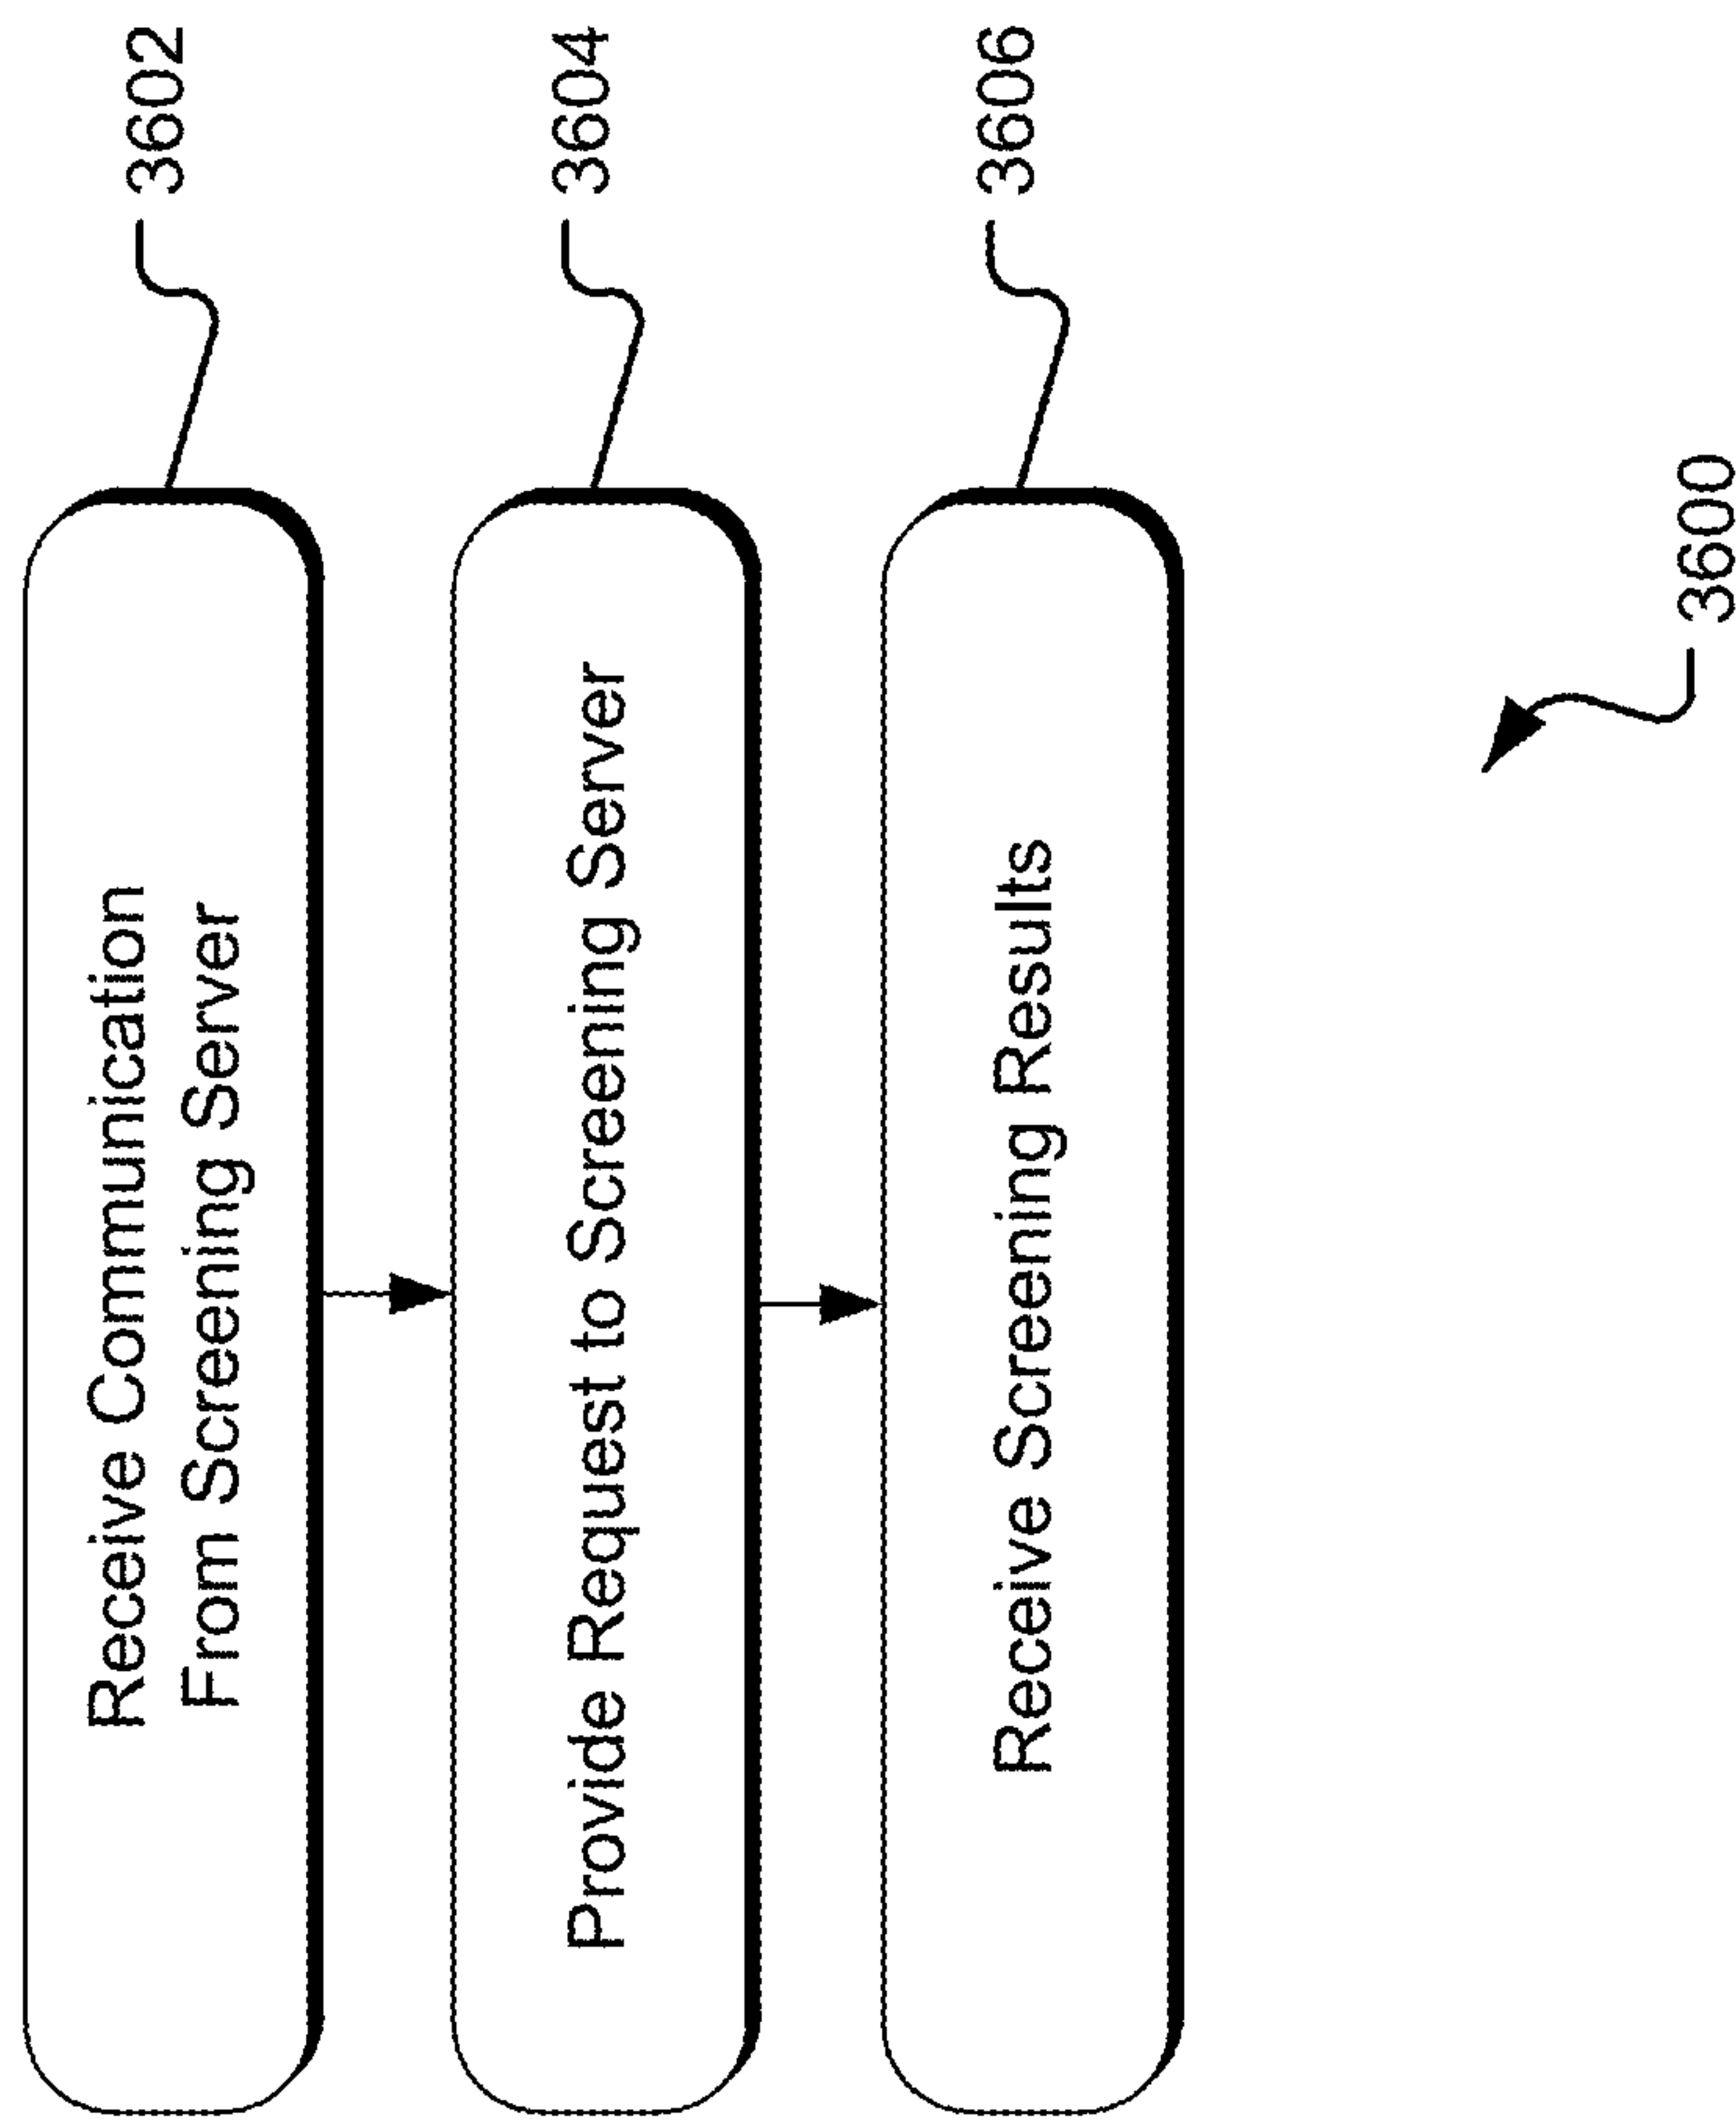 Receive Communication
From Screening Server
3602
Provide Request to Screening Server
3604
Receive Screening Results
3606
3600